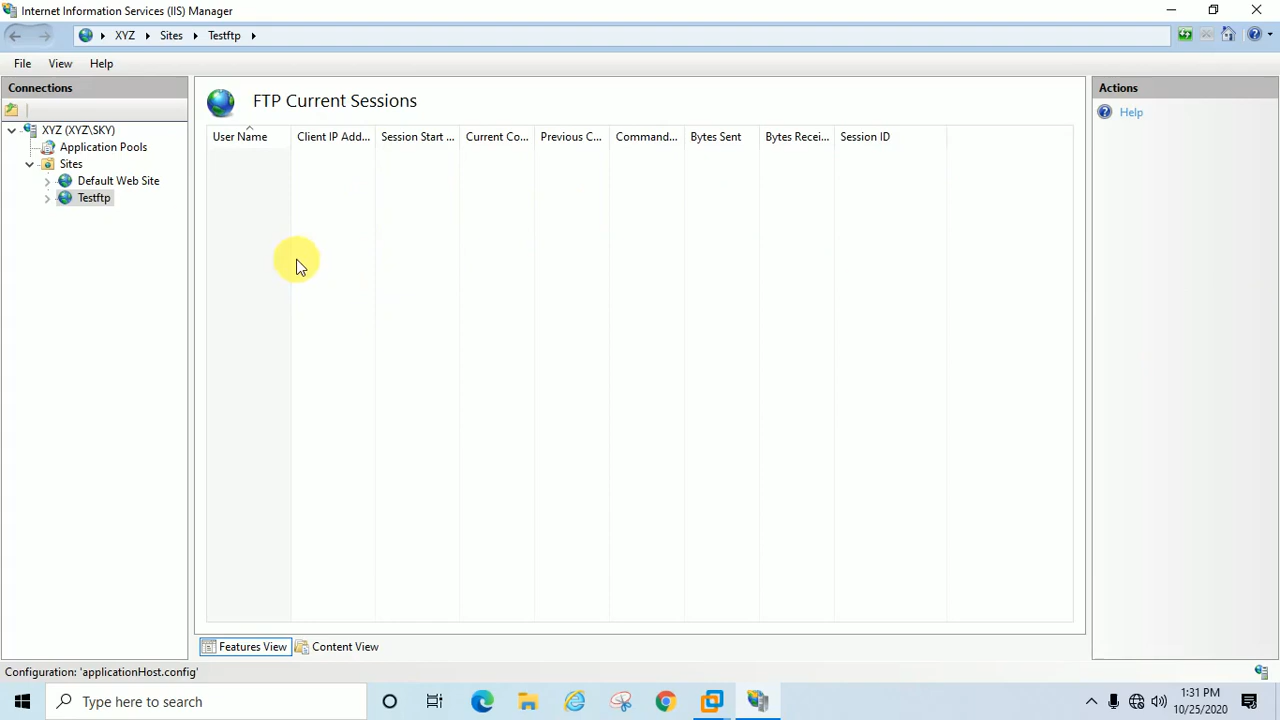 Internet Information Services (IIS) Manager
XYZ Sites Testftp
File View Help
Connections
XYZ (XYZ\SKY)
Application Pools
Sites
Default Web Site
Testftp
FTP Current Sessions
User Name Client IP Add... Session Start ... Current Co... Previous C... Command... Bytes Sent Bytes Recei... Session ID
Features View Content View
Actions
Help
Configuration: 'applicationHost.config'
Type here to search
1:31 PM
10/25/2020